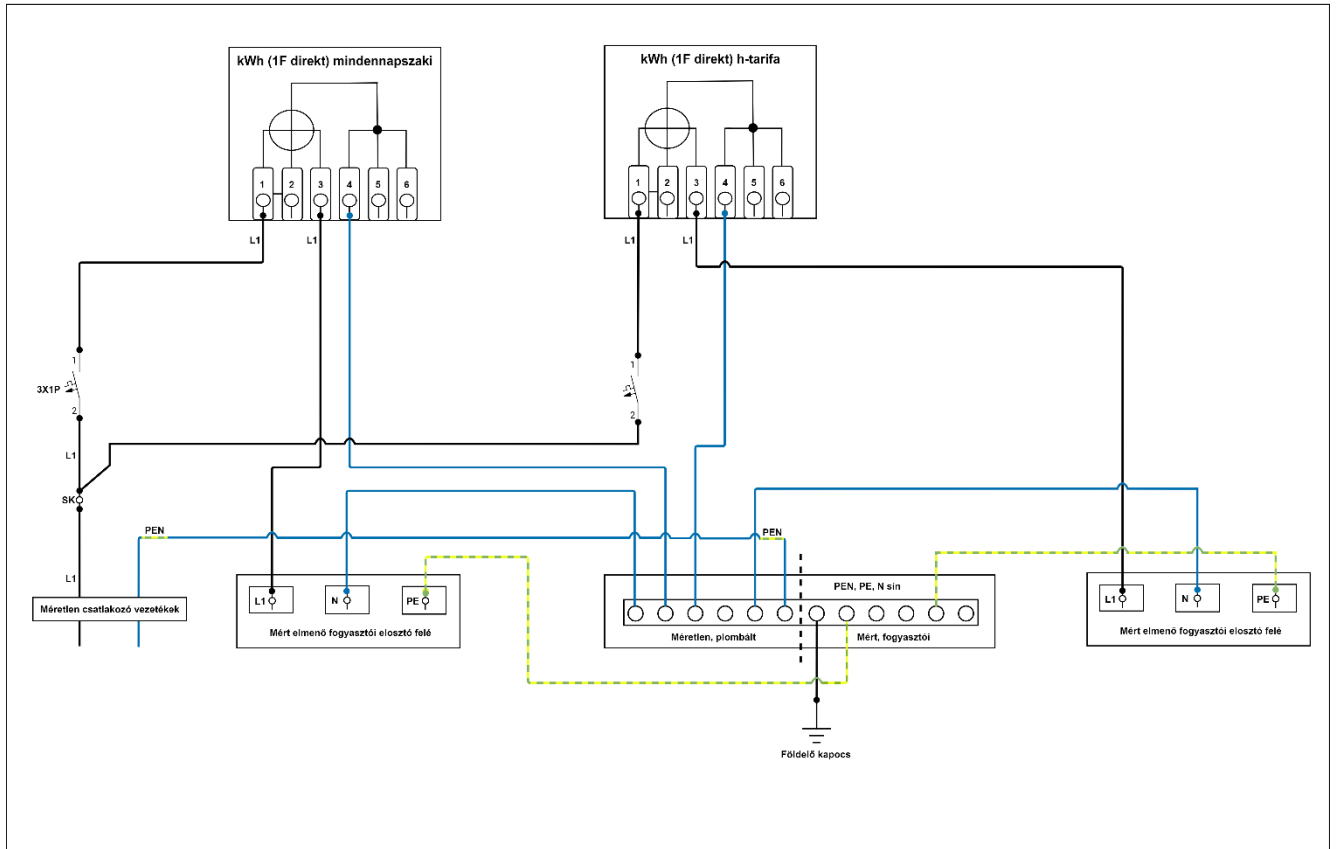 kWh (1F direkt) mindennapszaki
kWh (1F direkt) h-tarifa
1 2 3 4 5 6
1 2 3 4 5 6
L1
L1
L1
L1
1
3X1P
2
1
2
L1
SK
PEN
PEN
L1
Méretlen csatlakozó vezetékek
L1
N
PE
Mért elmenő fogyasztói elosztó felé
PEN, PE, N sin
Méretlen, plombált
Mért, fogyasztói
L1
N
PE
Mért elmenő fogyasztói elosztó felé
Földelő kapocs